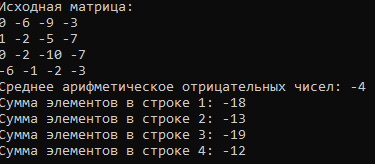 Исходная матрица:
0 -6 -9 -3
1 -2 -5 -7
0 -2 -10 -7
-6 -1 -2 -3
Среднее арифметическое отрицательных чисел: -4
Сумма элементов в строке 1: -18
Сумма элементов в строке 2: -13
Сумма элементов в строке 3: -19
Сумма элементов в строке 4: -12